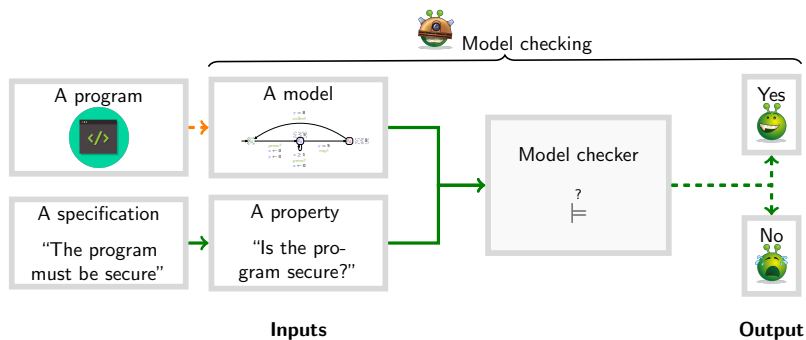 Model checking
A program
</>
A model
Yes
Model checker
?
⊨
A specification
“The program
must be secure”
A property
“Is the pro-
gram secure?”
No
Inputs
Output